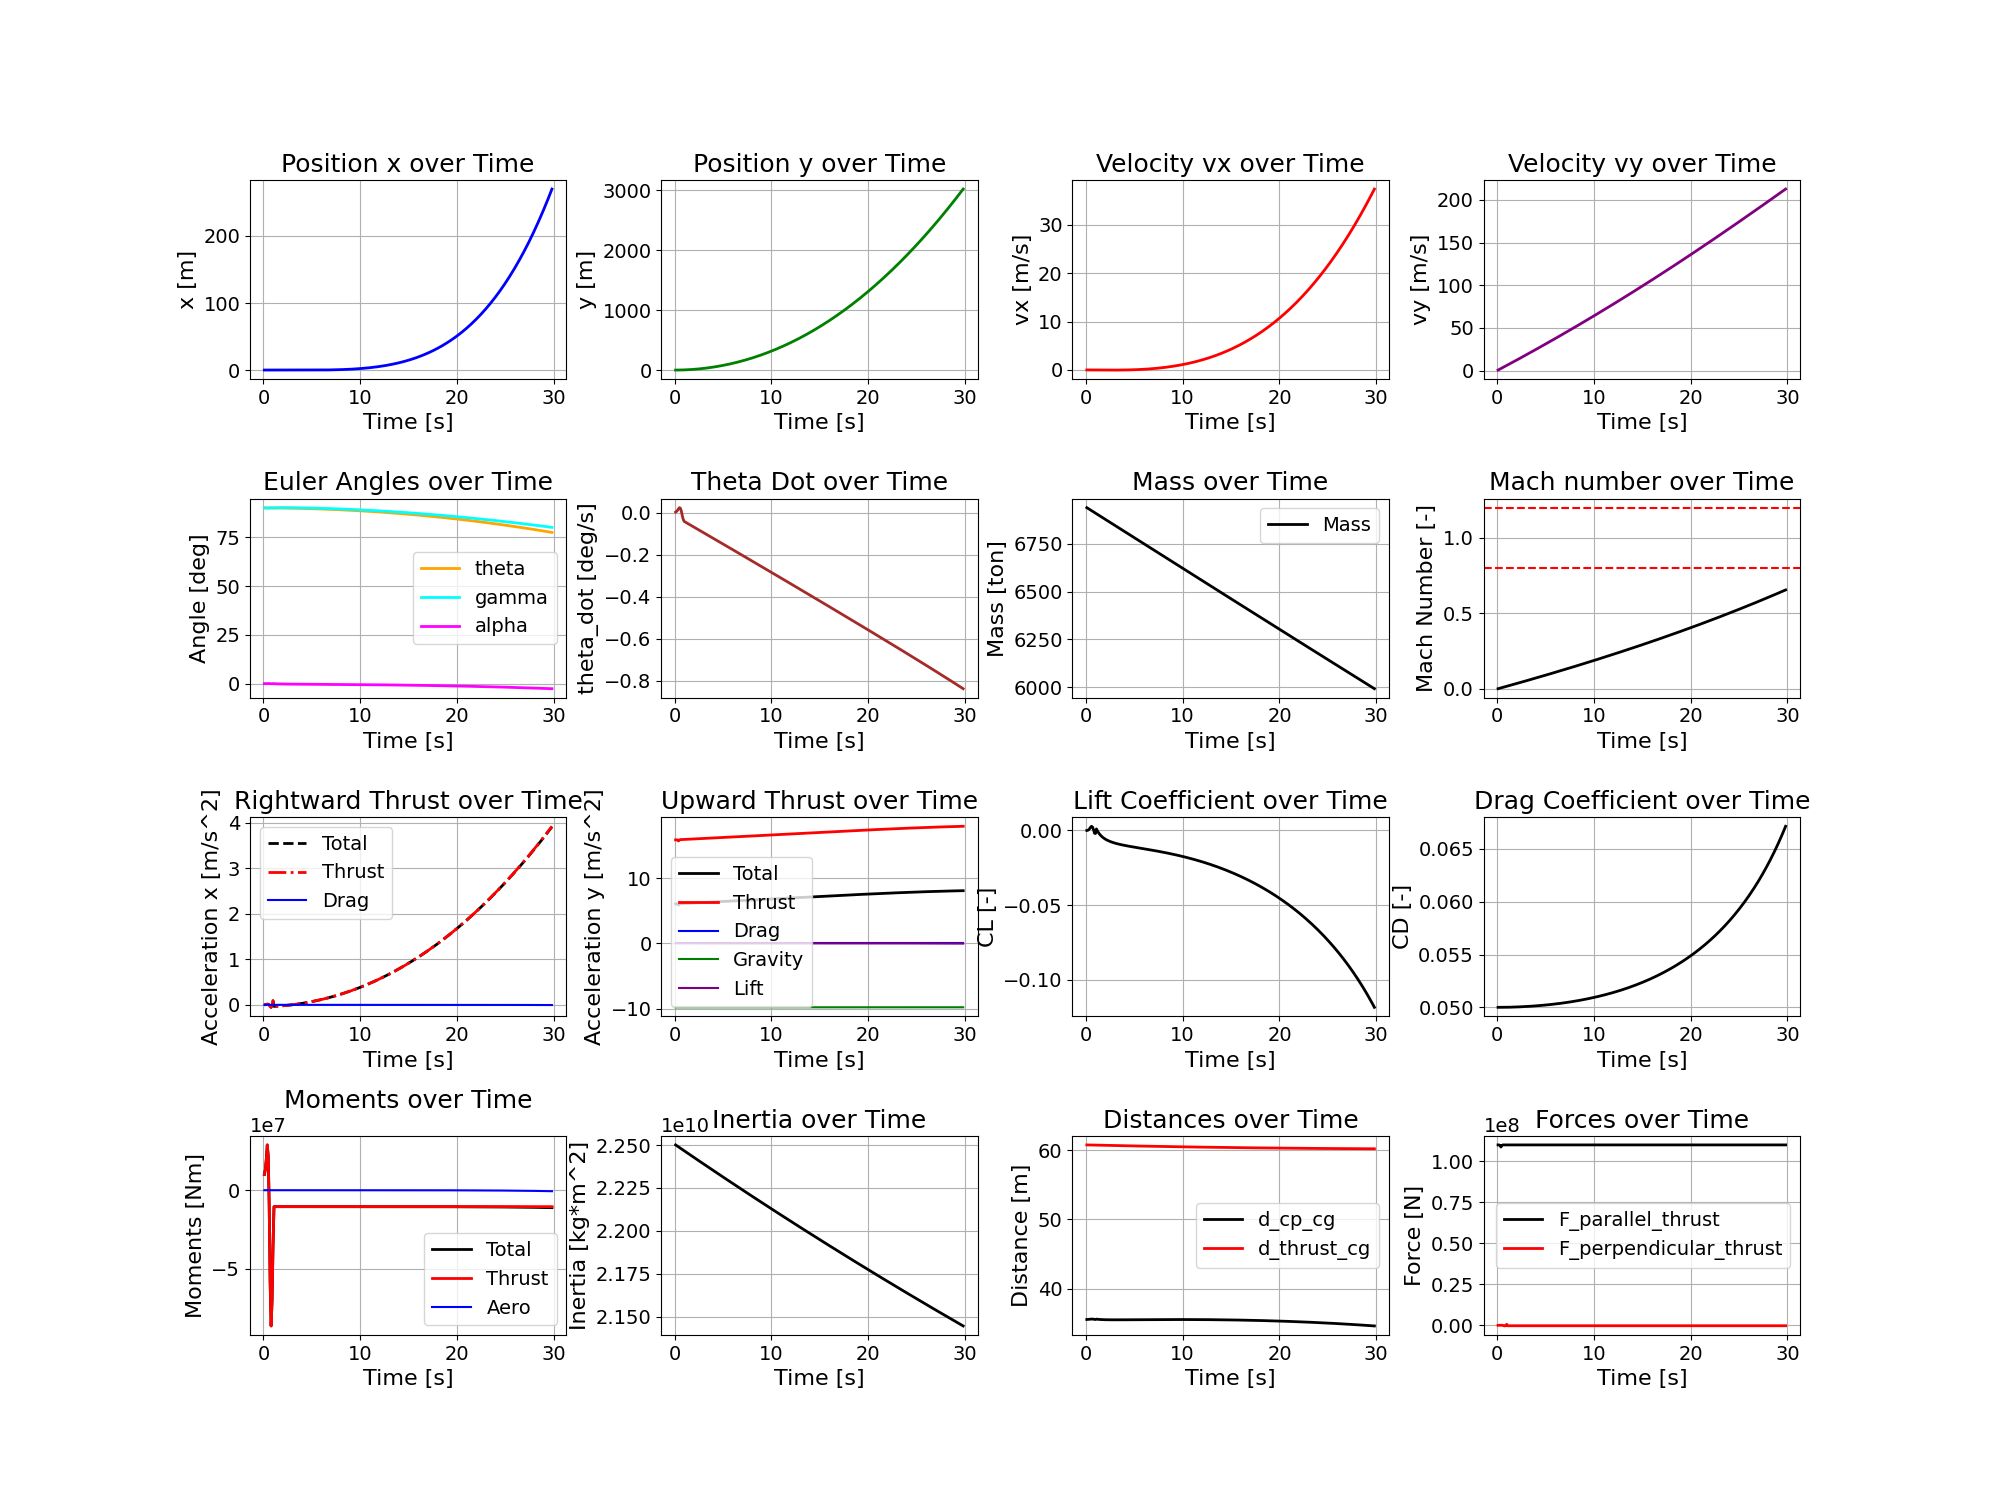 Position x over Time
x [m]
200
100
0
0 10 20 30
Time [s]
Position y over Time
y [m]
3000
2000
1000
0
0 10 20 30
Time [s]
Velocity vx over Time
vx [m/s]
30
20
10
0
0 10 20 30
Time [s]
Velocity vy over Time
vy [m/s]
200
150
100
50
0
0 10 20 30
Time [s]
Euler Angles over Time
Angle [deg]
75
50
25
0
theta
gamma
alpha
0 10 20 30
Time [s]
Theta Dot over Time
theta_dot [deg/s]
0.0
−0.2
−0.4
−0.6
−0.8
0 10 20 30
Time [s]
Mass over Time
Mass [ton]
6750
6500
6250
6000
Mass
0 10 20 30
Time [s]
Mach number over Time
Mach Number [-]
1.0
0.5
0.0
0 10 20 30
Time [s]
Rightward Thrust over Time
Acceleration x [m/s^2]
4
3
2
1
0
Total
Thrust
Drag
0 10 20 30
Time [s]
Upward Thrust over Time
Acceleration y [m/s^2]
10
0
−10
Total
Thrust
Drag
Gravity
Lift
0 10 20 30
Time [s]
Lift Coefficient over Time
CL [-]
0.00
−0.05
−0.10
0 10 20 30
Time [s]
Drag Coefficient over Time
CD [-]
0.065
0.060
0.055
0.050
0 10 20 30
Time [s]
Moments over Time
1e7
Moments [Nm]
0
−5
Total
Thrust
Aero
0 10 20 30
Time [s]
Inertia over Time
1e10
Inertia [kg*m^2]
2.250
2.225
2.200
2.175
2.150
0 10 20 30
Time [s]
Distances over Time
Distance [m]
60
50
40
d_cp_cg
d_thrust_cg
0 10 20 30
Time [s]
Forces over Time
1e8
Force [N]
1.00
0.75
0.50
0.25
0.00
F_parallel_thrust
F_perpendicular_thrust
0 10 20 30
Time [s]